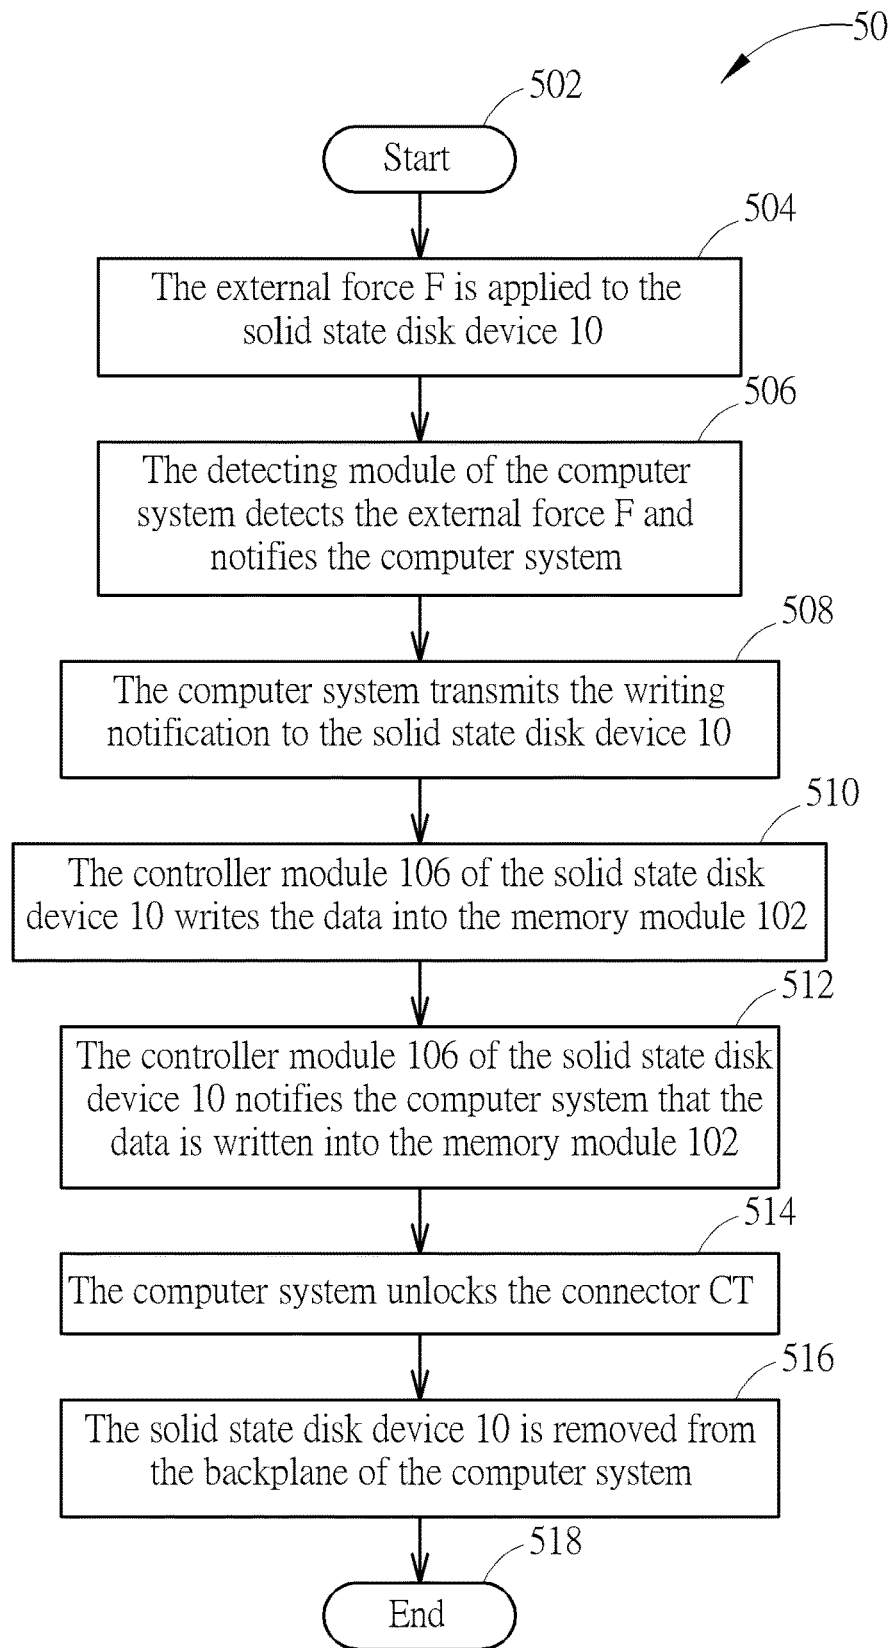 50
502
Start
504
The external force F is applied to the
solid state disk device 10
506
The detecting module of the computer
system detects the external force F and
notifies the computer system
508
The computer system transmits the writing
notification to the solid state disk device 10
510
The controller module 106 of the solid state disk
device 10 writes the data into the memory module 102
512
The controller module 106 of the solid state disk
device 10 notifies the computer system that the
data is written into the memory module 102
514
The computer system unlocks the connector CT
516
The solid state disk device 10 is removed from
the backplane of the computer system
518
End